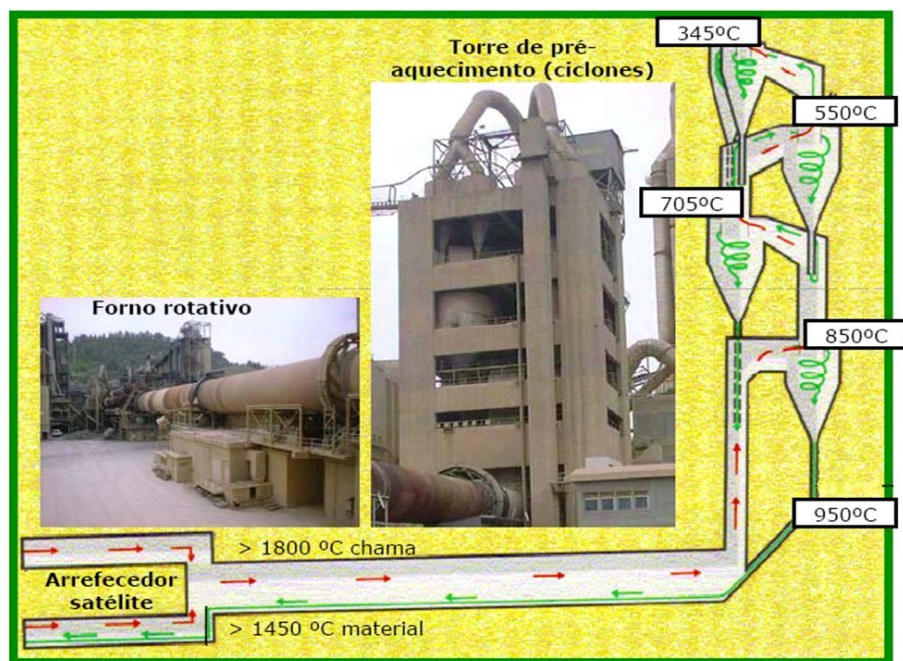 345ºC
Torre de pré-
aquecimento (ciclones)
550ºC
705ºC
Forno rotativo
850ºC
950ºC
> 1800 ºC chama
Arrefecedor
satélite
> 1450 ºC material